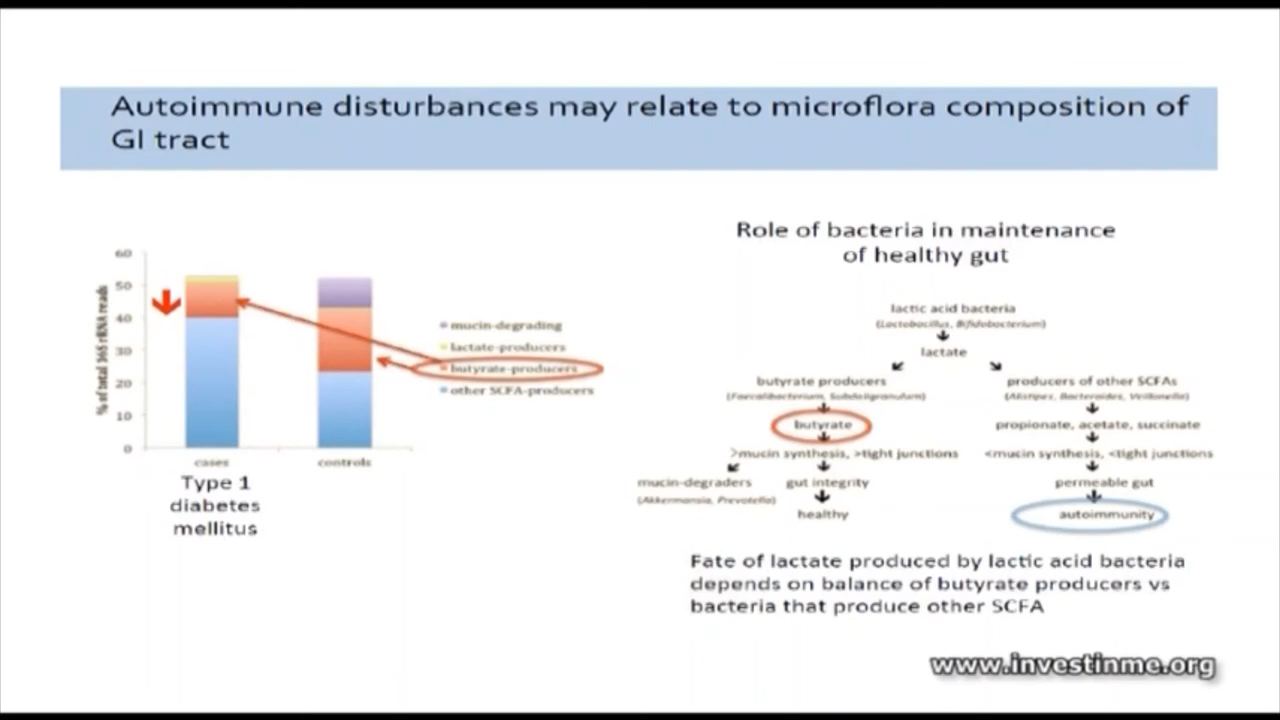 Autoimmune disturbances may relate to microflora composition of
GI tract
60
50
40
30
20
10
0
% of total 16S rRNA reads
cases
controls
Type 1
diabetes
mellitus
mucin-degrading
lactate-producers
butyrate-producers
other SCFA-producers
Role of bacteria in maintenance
of healthy gut
lactic acid bacteria
(Lactobacillus, Bifidobacterium)
lactate
butyrate producers
(Faecalibacterium, Subdoligranulum)
butyrate
>mucin synthesis, >tight junctions
mucin-degraders
(Akkermansia, Prevotella)
gut integrity
healthy
producers of other SCFAs
(Alistipes, Bacteroides, Veillonella)
propionate, acetate, succinate
<mucin synthesis, <tight junctions
permeable gut
autoimmunity
Fate of lactate produced by lactic acid bacteria
depends on balance of butyrate producers vs
bacteria that produce other SCFA
www.investinme.org